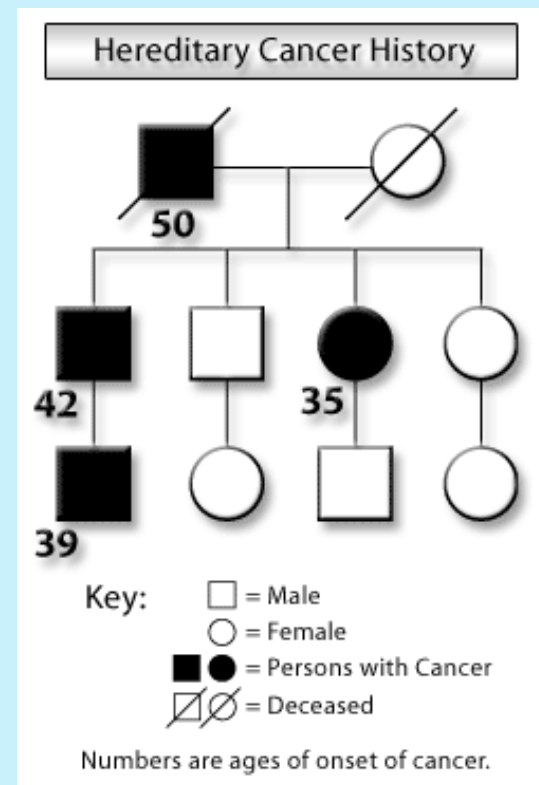 Hereditary Cancer History
50
42
35
39
Key:
= Male
= Female
= Persons with Cancer
= Deceased
Numbers are ages of onset of cancer.